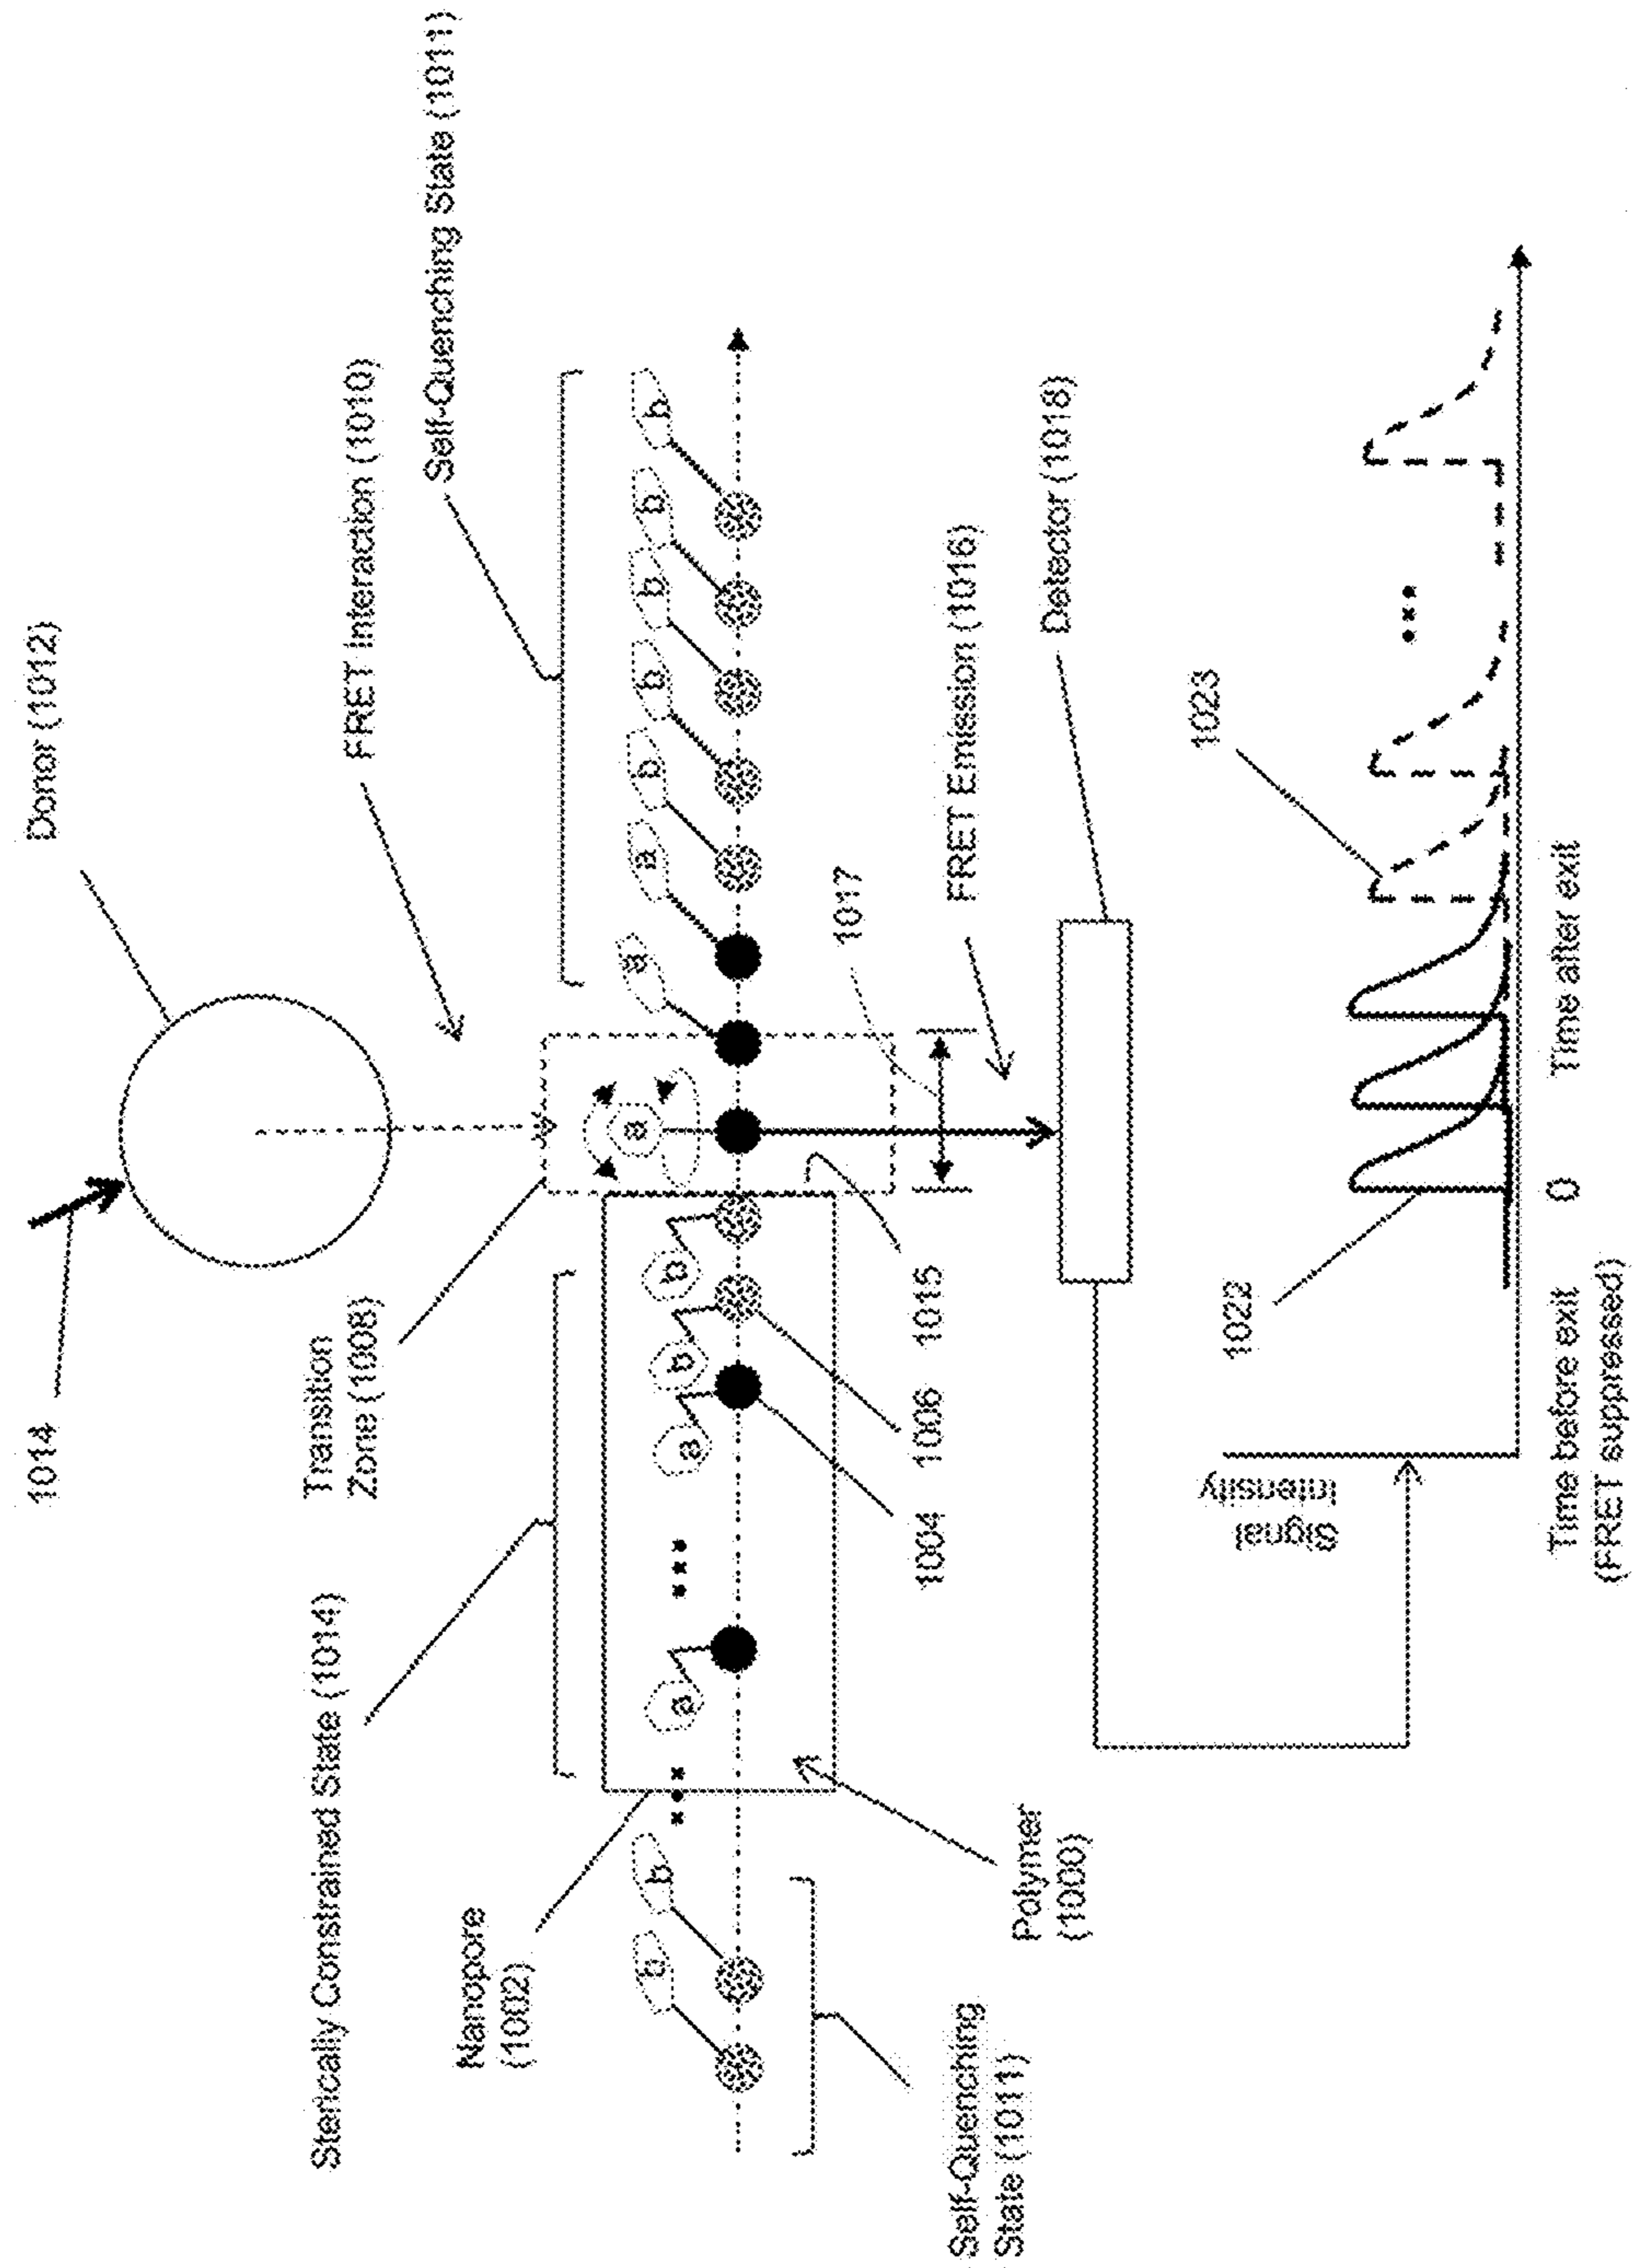 1014
Donor (1012)
Transition
Zone (1008)
FRET Interaction (1010)
Sterically Constrained State (1014)
Self-Quenching State (1011)
Nanopore
(1002)
b
b
a
a
b
b
a
a
a
b
b
b
b
b
Self-Quenching
State (1011)
Polymer
(1000)
1004
1006
1015
1017
FRET Emission (1016)
Detector (1018)
Signal
Intensity
1022
1023
Time before exit
(FRET suppressed)
0
Time after exit